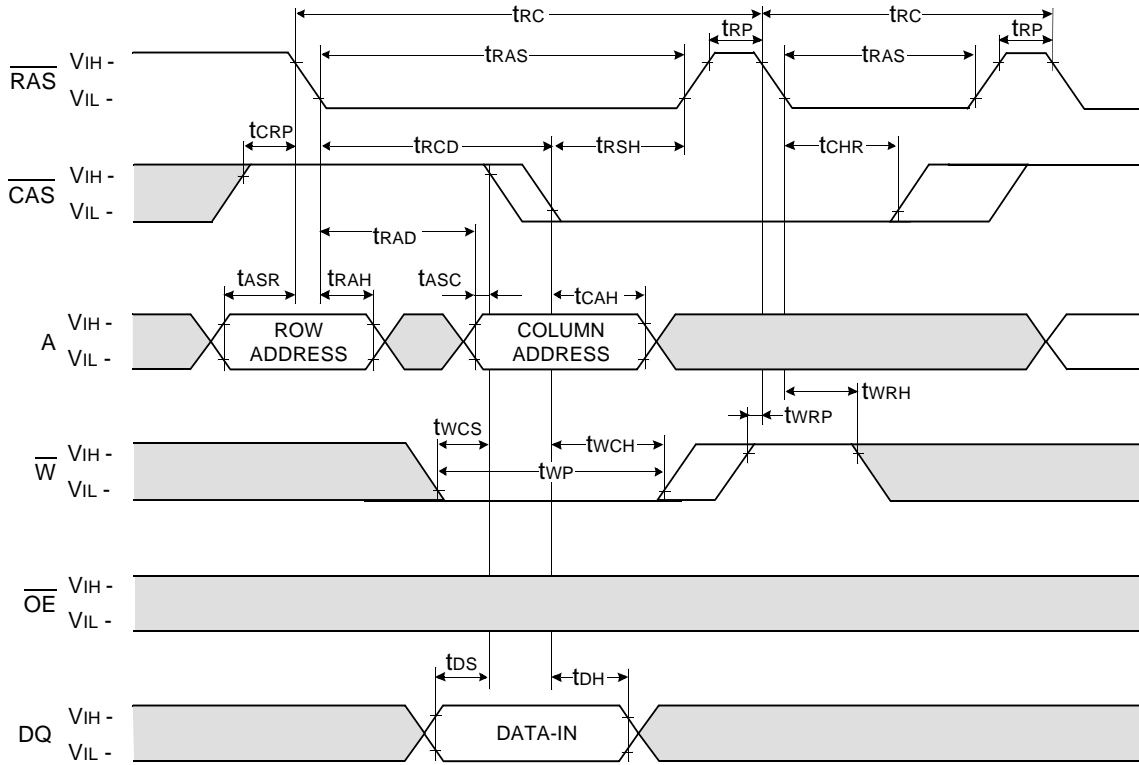 tRC tRC
tRP tRP
RAS VIH - tRAS tRAS
VIL -
tCRP tRCD tRSH tCHR
CAS VIH -
VIL -
tRAD
tASR tRAH tASC tCAH
A VIH - ROW COLUMN
VIL - ADDRESS ADDRESS
tWRH
tWRP
tWCS tWCH
W VIH - tWP
VIL -
OE VIH -
VIL -
tDS tDH
DQ VIH - DATA-IN
VIL -